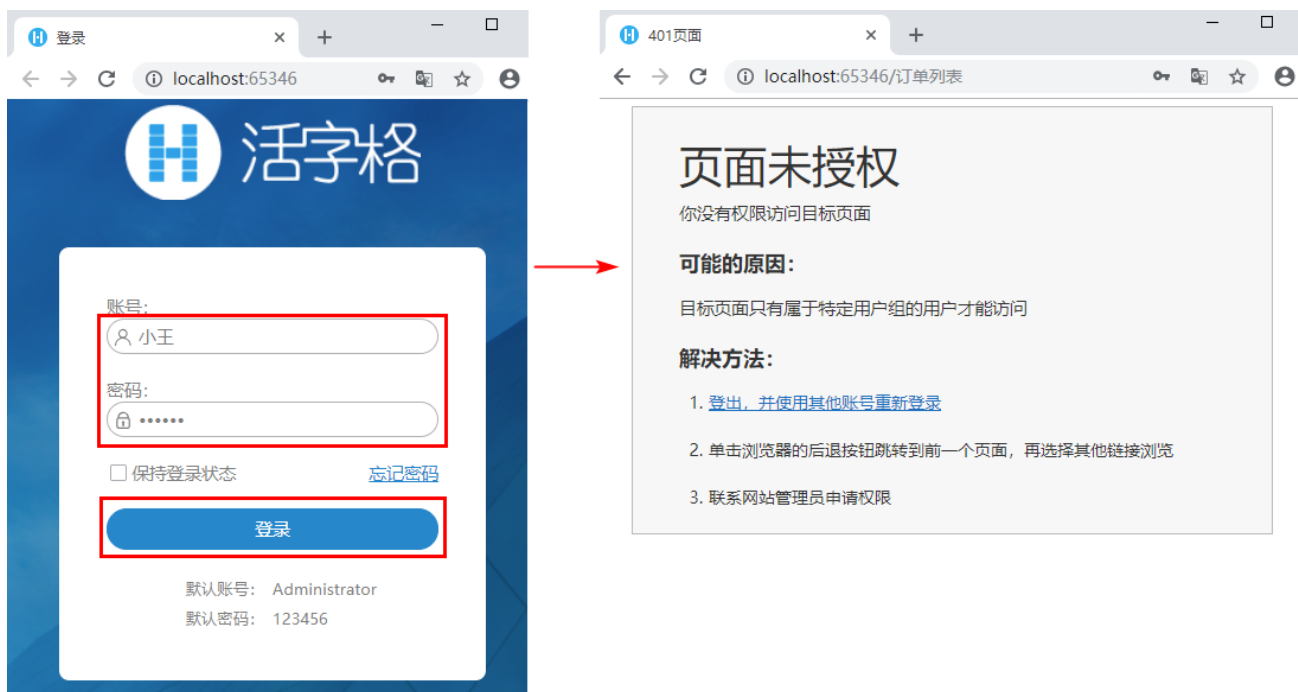 登录
localhost:65346
活字格
账号:
小王
密码:
••••••
保持登录状态
忘记密码
登录
默认账号: Administrator
默认密码: 123456
401页面
localhost:65346/订单列表
页面未授权
你没有权限访问目标页面
可能的原因:
目标页面只有属于特定用户组的用户才能访问
解决方法:
1. 登出，并使用其他账号重新登录
2. 单击浏览器的后退按钮跳转到前一个页面，再选择其他链接浏览
3. 联系网站管理员申请权限